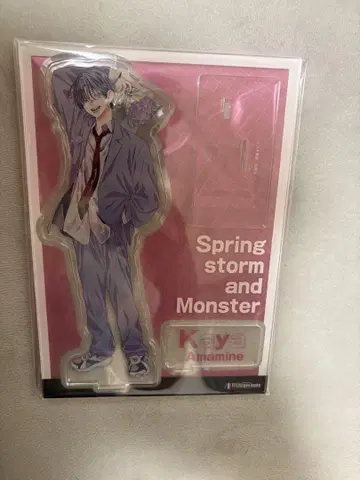 Spring
storm
and
Monster
Kaya
Amamine